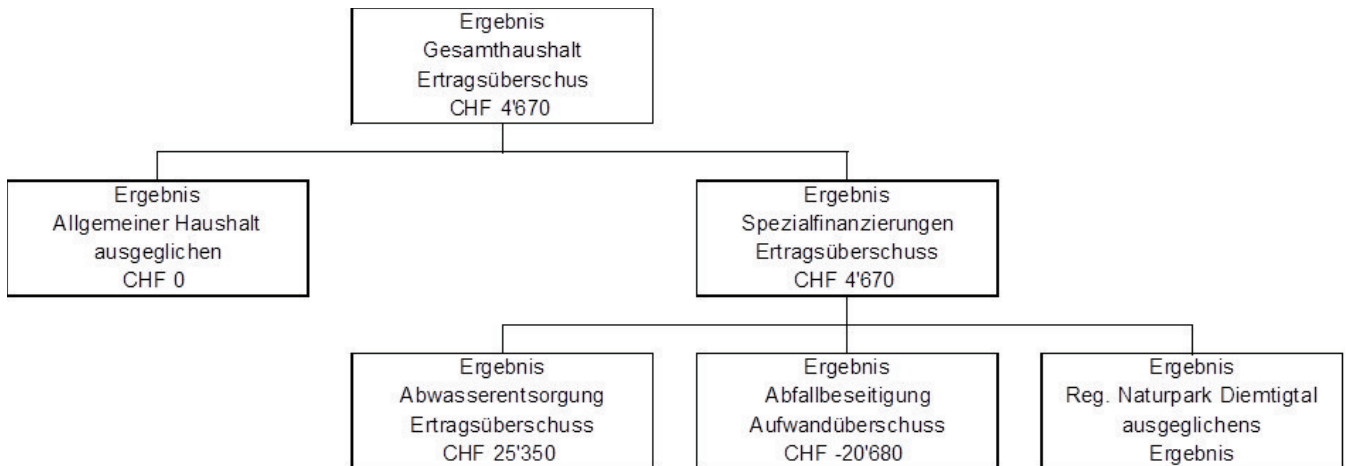 Ergebnis
Gesamthaushalt
Ertragsüberschus
CHF 4'670
Ergebnis
Allgemeiner Haushalt
ausgeglichen
CHF 0
Ergebnis
Spezialfinanzierungen
Ertragsüberschuss
CHF 4'670
Ergebnis
Abwasserentsorgung
Ertragsüberschuss
CHF 25'350
Ergebnis
Abfallbeseitigung
Aufwandüberschuss
CHF -20'680
Ergebnis
Reg. Naturpark Diemtigtal
ausgeglichens
Ergebnis